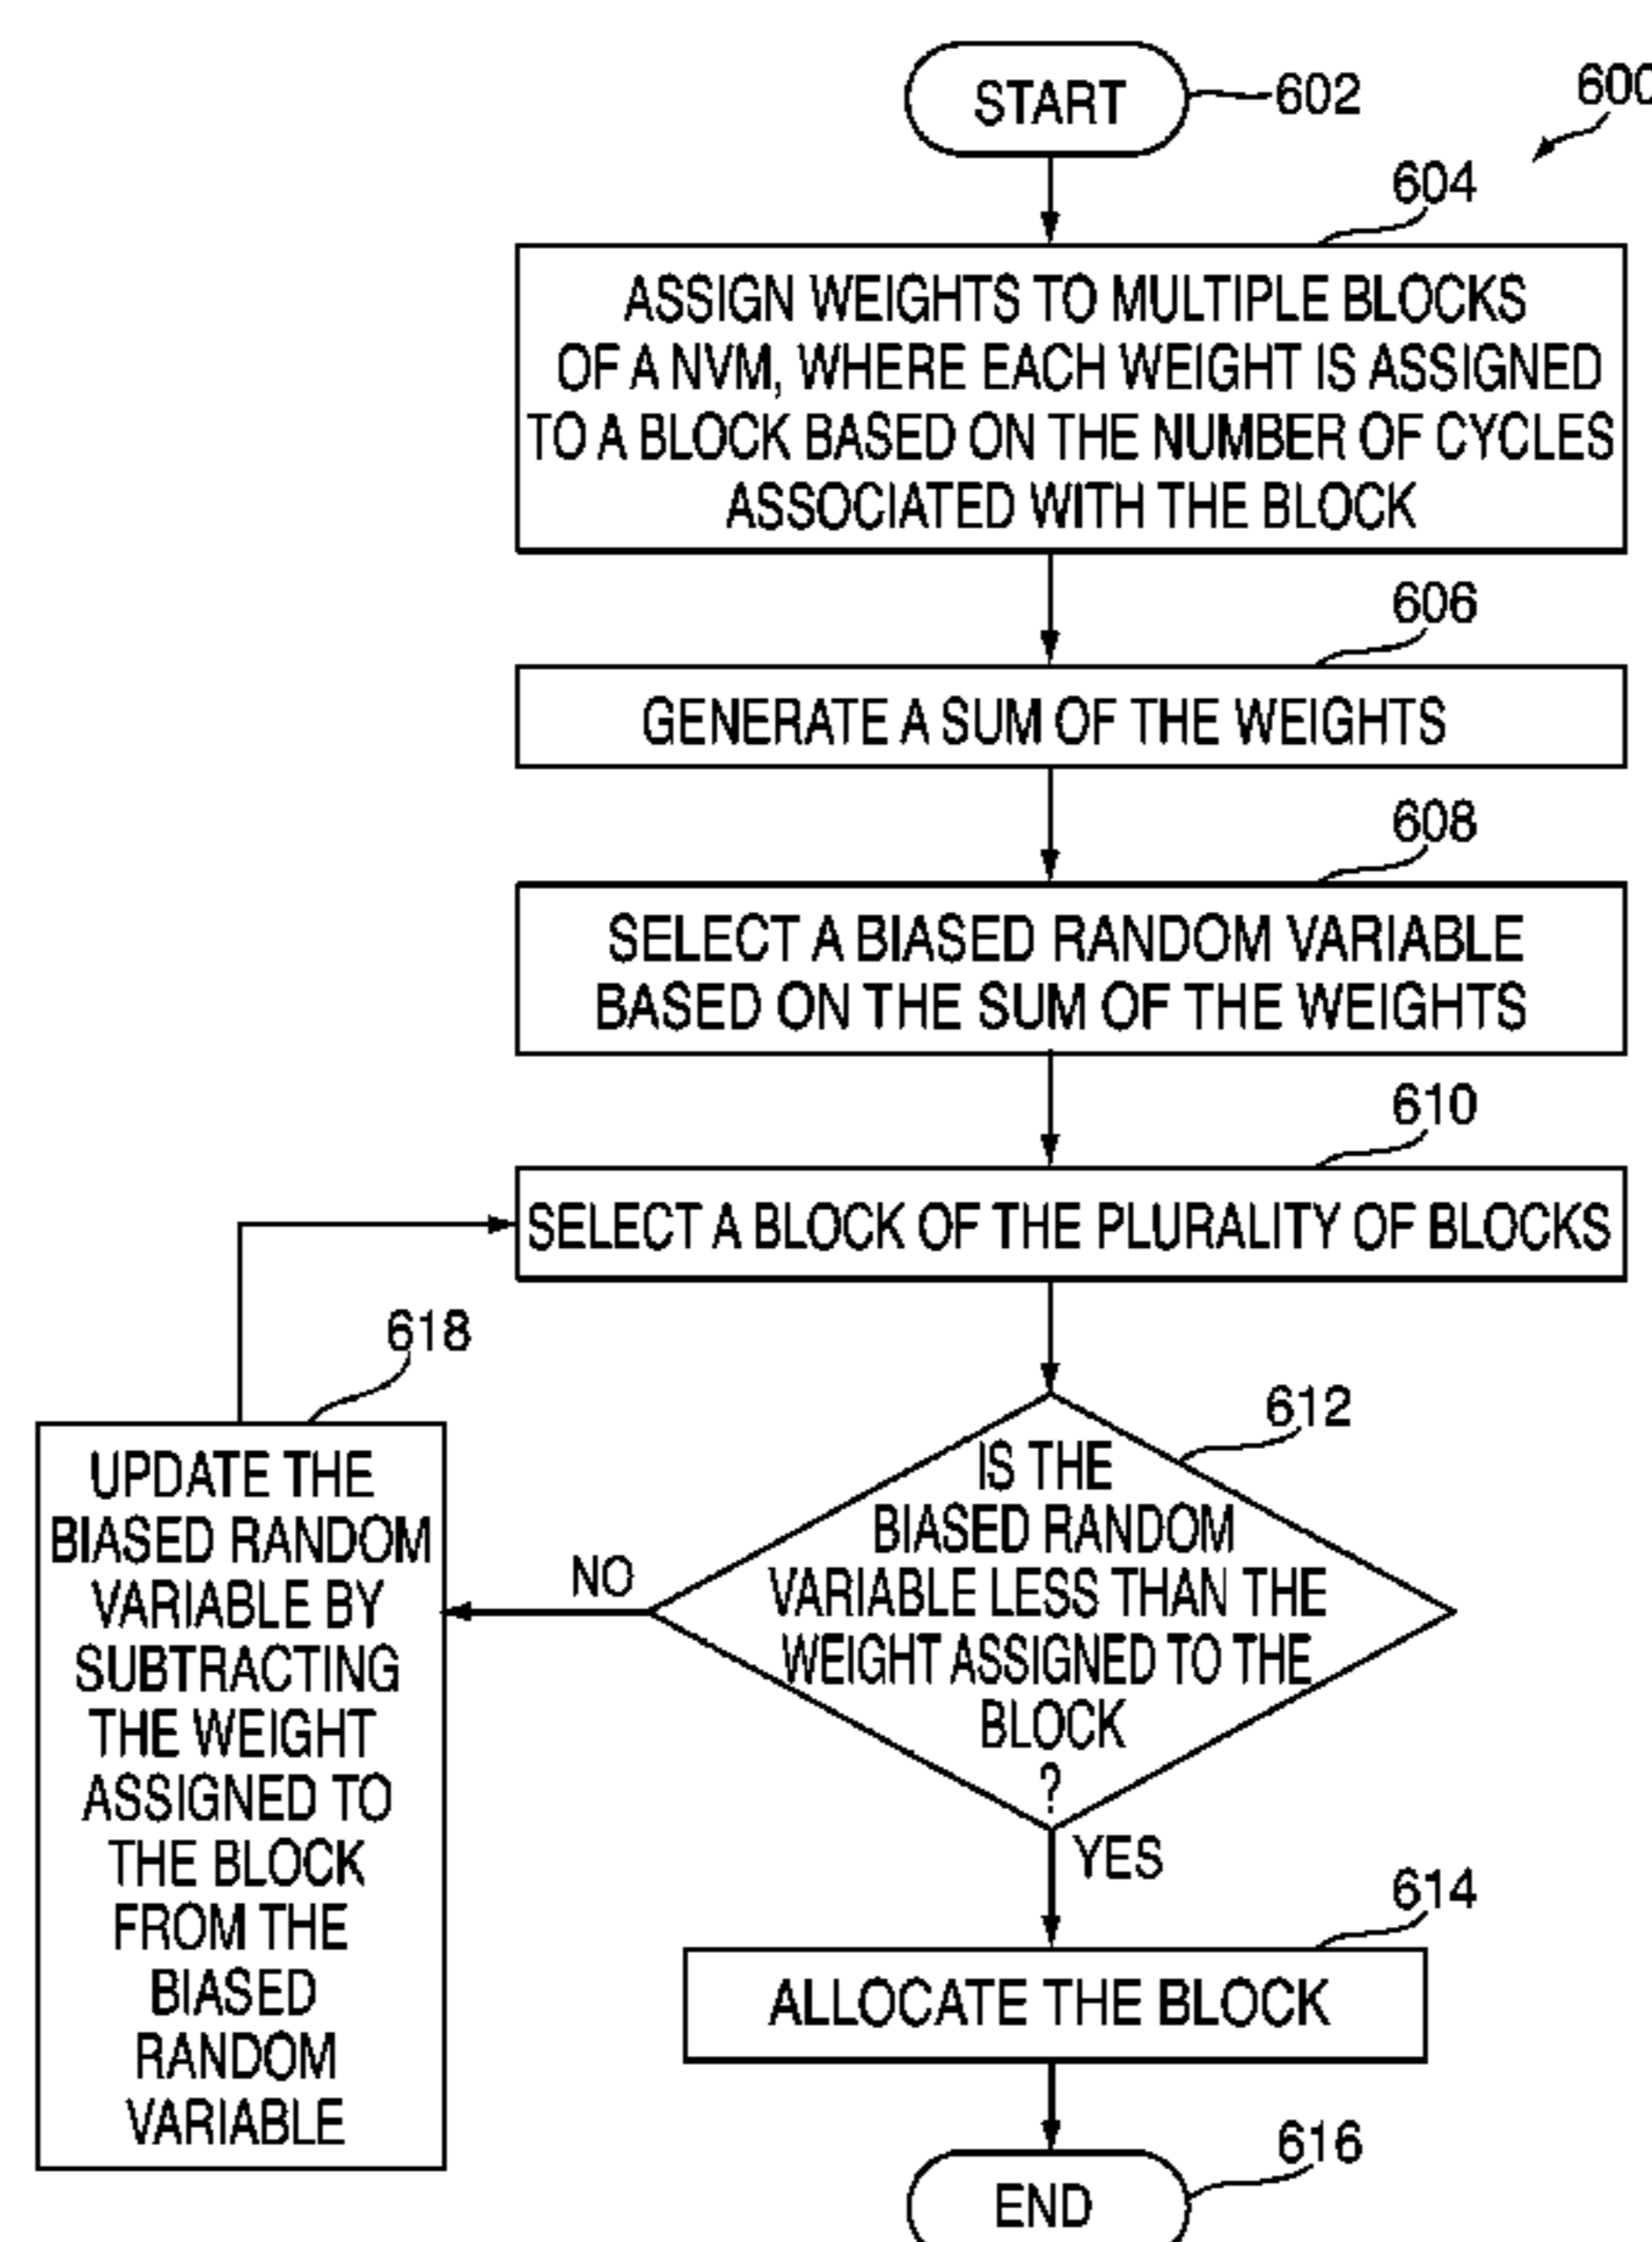 START
602
600
604
ASSIGN WEIGHTS TO MULTIPLE BLOCKS
OF A NVM, WHERE EACH WEIGHT IS ASSIGNED
TO A BLOCK BASED ON THE NUMBER OF CYCLES
ASSOCIATED WITH THE BLOCK
606
GENERATE A SUM OF THE WEIGHTS
608
SELECT A BIASED RANDOM VARIABLE
BASED ON THE SUM OF THE WEIGHTS
610
SELECT A BLOCK OF THE PLURALITY OF BLOCKS
612
IS THE
BIASED RANDOM
VARIABLE LESS THAN THE
WEIGHT ASSIGNED TO THE
BLOCK
?
NO
618
UPDATE THE
BIASED RANDOM
VARIABLE BY
SUBTRACTING
THE WEIGHT
ASSIGNED TO
THE BLOCK
FROM THE
BIASED
RANDOM
VARIABLE
YES
614
ALLOCATE THE BLOCK
616
END